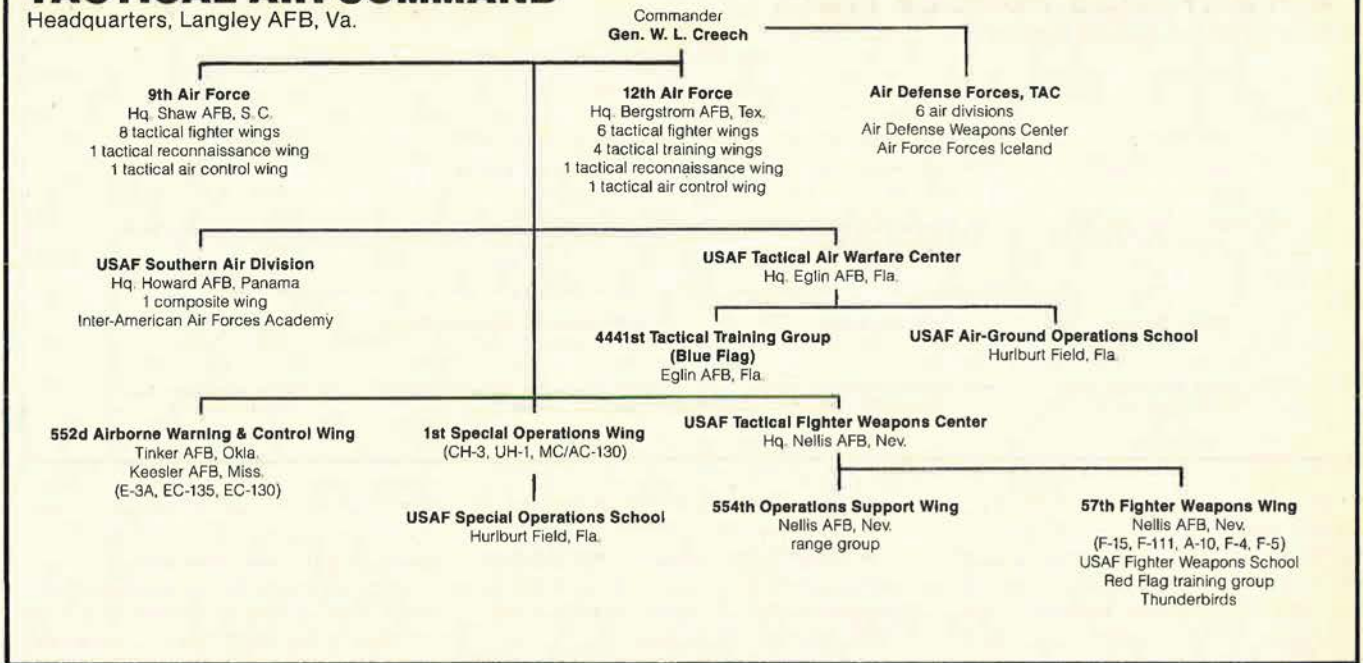 TACTICAL AIR COMMAND
Headquarters, Langley AFB, Va.
Commander
Gen. W. L. Creech
9th Air Force
Hq. Shaw AFB, S.C.
8 tactical fighter wings
1 tactical reconnaissance wing
1 tactical air control wing
12th Air Force
Hq. Bergstrom AFB, Tex.
6 tactical fighter wings
4 tactical training wings
1 tactical reconnaissance wing
1 tactical air control wing
Air Defense Forces, TAC
6 air divisions
Air Defense Weapons Center
Air Force Forces Iceland
USAF Southern Air Division
Hq. Howard AFB, Panama
1 composite wing
Inter-American Air Forces Academy
USAF Tactical Air Warfare Center
Hq. Eglin AFB, Fla.
4441st Tactical Training Group
(Blue Flag)
Eglin AFB, Fla.
USAF Air-Ground Operations School
Hurlburt Field, Fla.
552d Airborne Warning & Control Wing
Tinker AFB, Okla.
Keesler AFB, Miss.
(E-3A, EC-135, EC-130)
1st Special Operations Wing
(CH-3, UH-1, MC/AC-130)
USAF Special Operations School
Hurlburt Field, Fla.
USAF Tactical Fighter Weapons Center
Hq. Nellis AFB, Nev.
554th Operations Support Wing
Nellis AFB, Nev.
range group
57th Fighter Weapons Wing
Nellis AFB, Nev.
(F-15, F-111, A-10, F-4, F-5)
USAF Fighter Weapons School
Red Flag training group
Thunderbirds